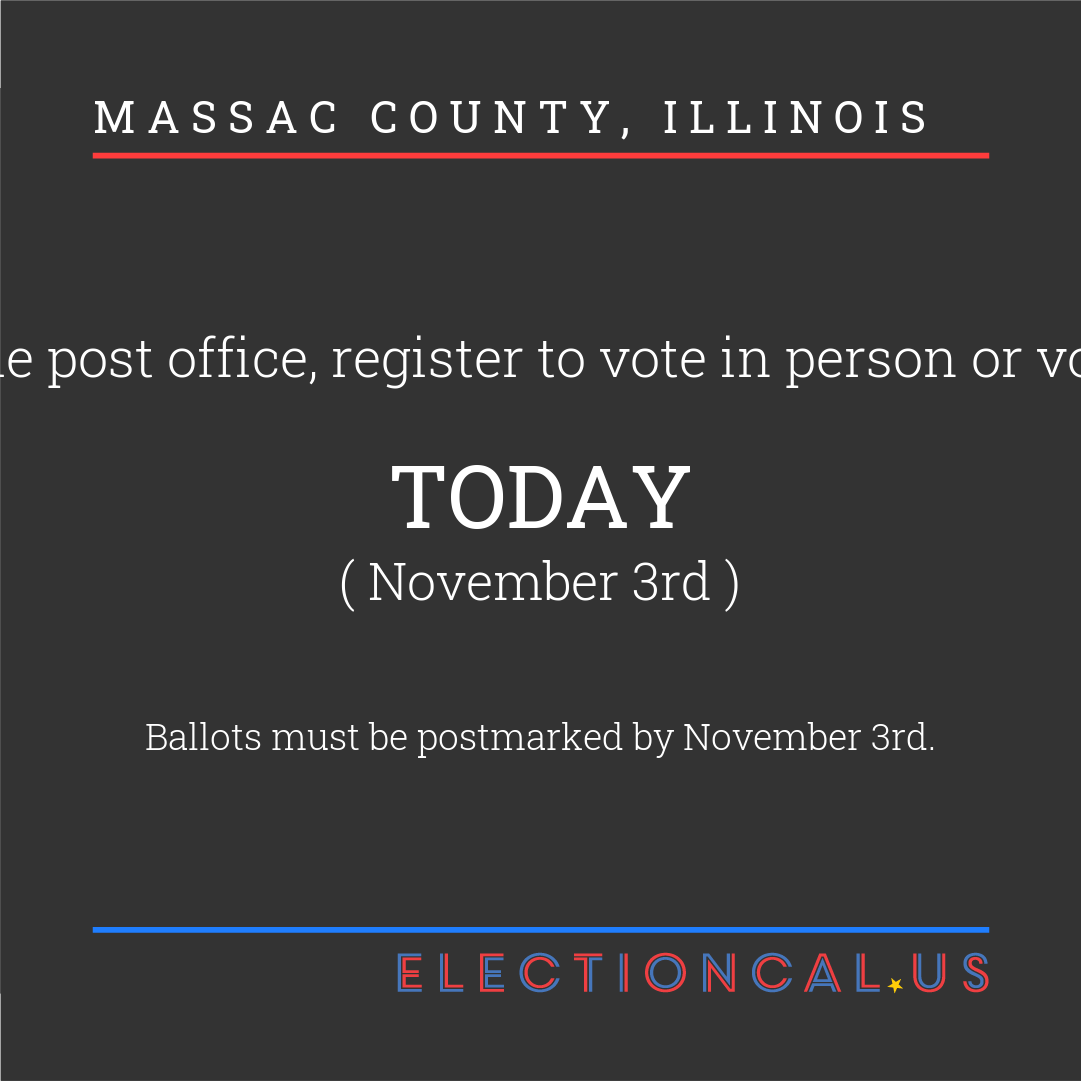 MASSAC COUNTY, ILLINOIS
e post office, register to vote in person or vo
TODAY
( November 3rd )
Ballots must be postmarked by November 3rd.
ELECTIONCAL.US